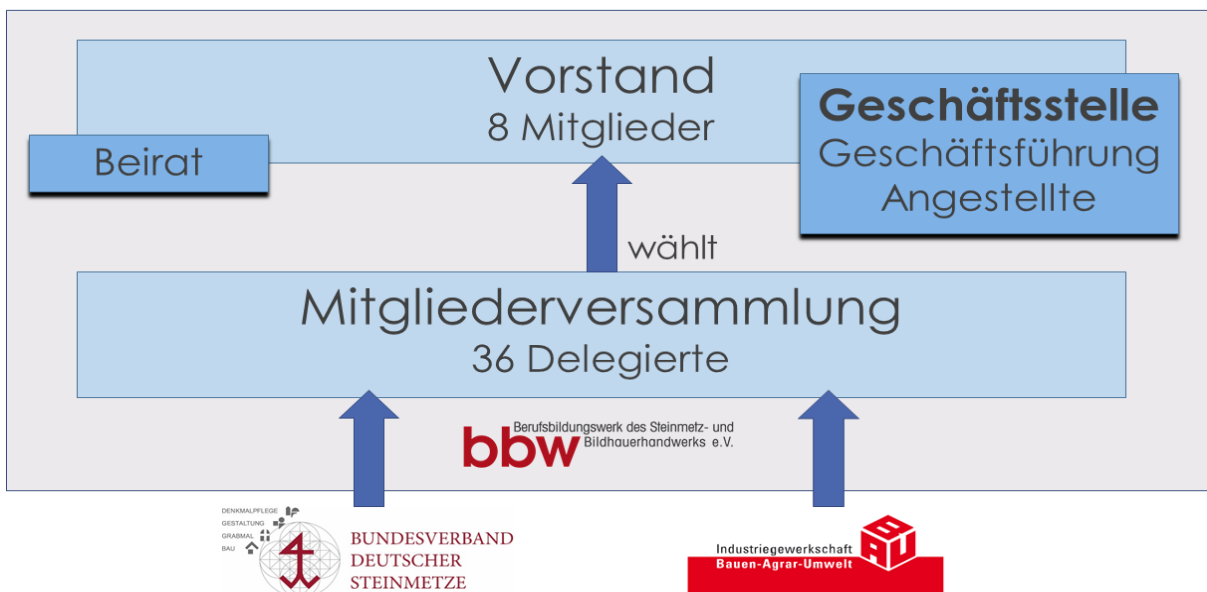 Vorstand
8 Mitglieder
Beirat
Geschäftsstelle
Geschäftsführung
Angestellte
wählt
Mitgliederversammlung
36 Delegierte
bbw
Berufsbildungswerk des Steinmetz- und
Bildhauerhandwerks e.V.
DENKMALPFLEGE
GESTALTUNG
GRABMAL
BAU
BUNDESVERBAND
DEUTSCHER
STEINMETZE
Industriegewerkschaft
Bauen-Agrar-Umwelt
BAU